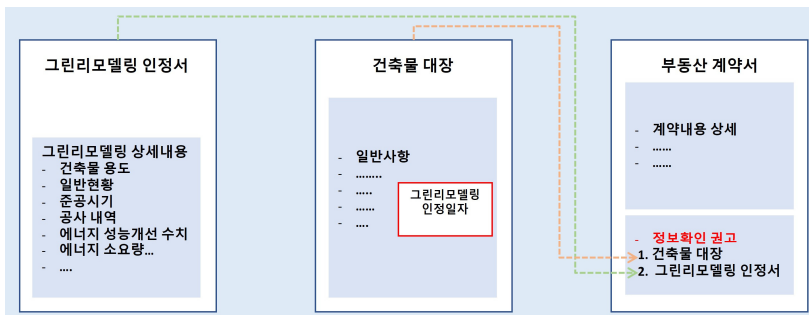 그린리모델링 인정서
그린리모델링 상세내용
- 건축물 용도
- 일반현황
- 준공시기
- 공사 내역
- 에너지 성능개선 수치
- 에너지 소요량...
- ....
건축물 대장
- 일반사항
- ........
- .....
- ......
- ....
그린리모델링
인정일자
부동산 계약서
- 계약내용 상세
- ......
- ......
- 정보확인 권고
1. 건축물 대장
2. 그린리모델링 인정서